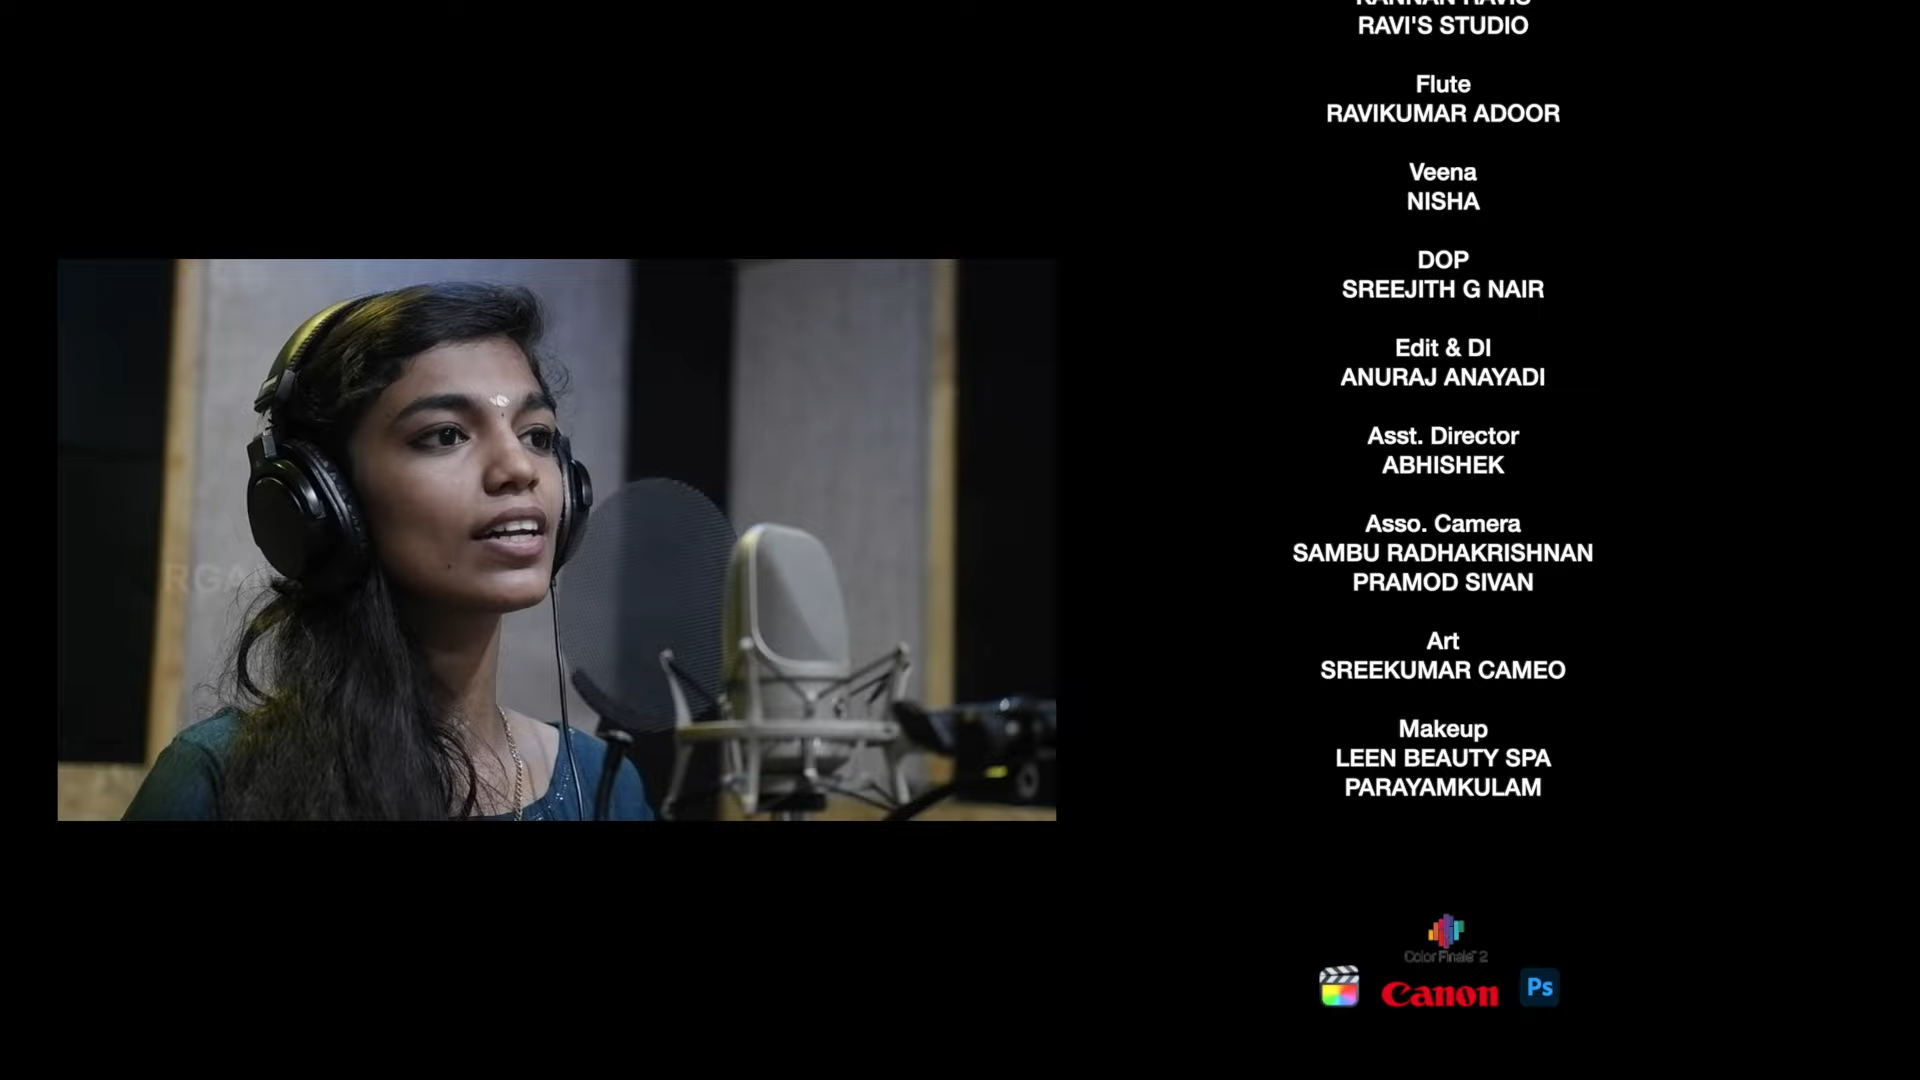 RAVI'S STUDIO
Flute
RAVIKUMAR ADOOR
Veena
NISHA
DOP
SREEJITH G NAIR
Edit & DI
ANURAJ ANAYADI
Asst. Director
ABHISHEK
Asso. Camera
SAMBU RADHAKRISHNAN
PRAMOD SIVAN
Art
SREEKUMAR CAMEO
Makeup
LEEN BEAUTY SPA
PARAYAMKULAM
Color Finale™ 2
Canon
Ps